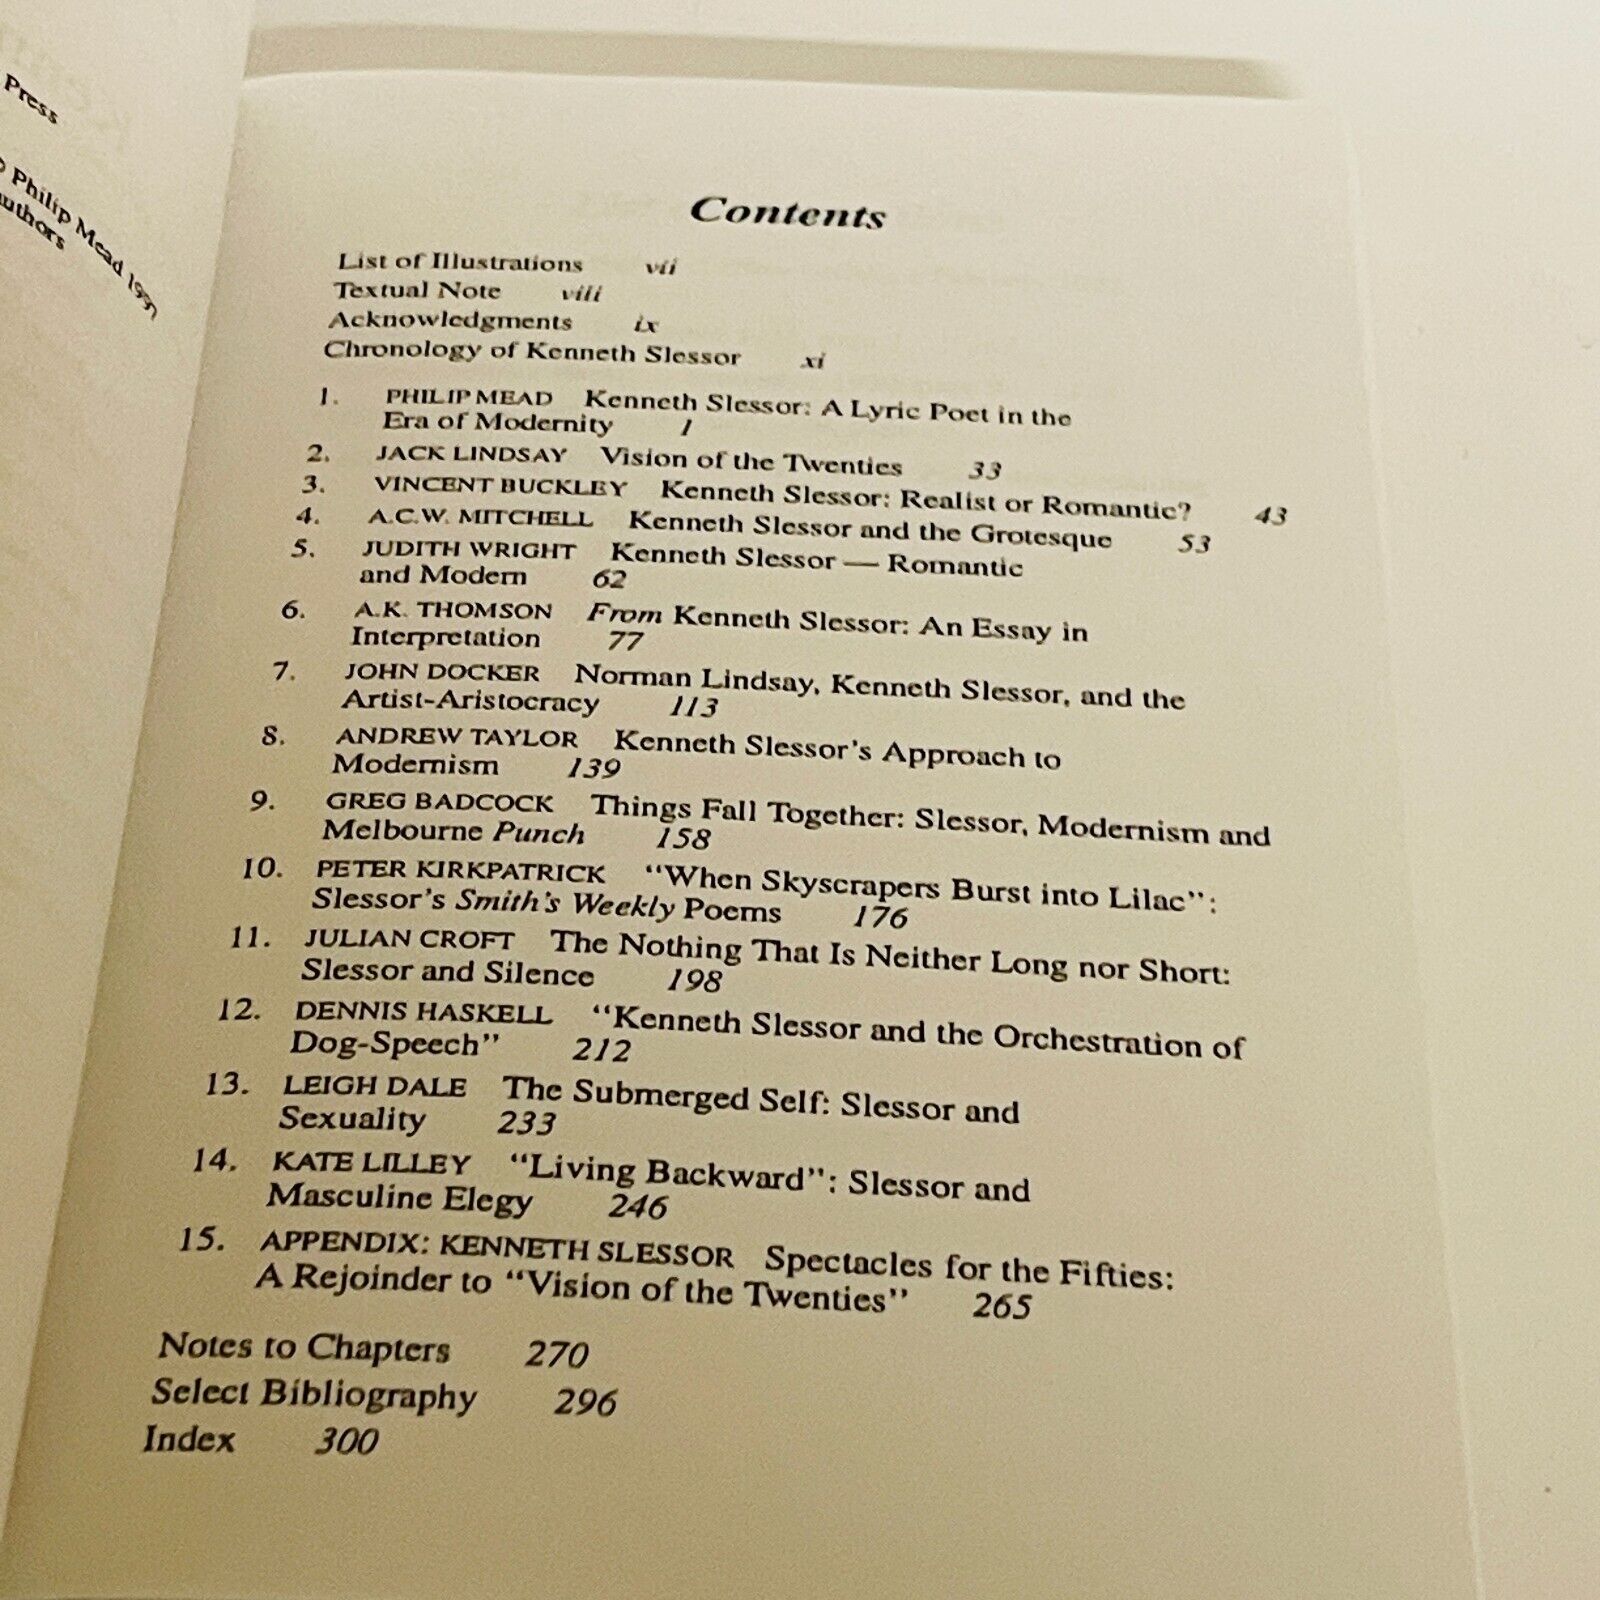 Press
Philip Mead 1997
authors
Contents
List of Illustrations vii
Textual Note viii
Acknowledgments ix
Chronology of Kenneth Slessor xi
1. PHILIP MEAD Kenneth Slessor: A Lyric Poet in the
Era of Modernity 1
2. JACK LINDSAY Vision of the Twenties 33
3. VINCENT BUCKLEY Kenneth Slessor: Realist or Romantic? 43
4. A.C.W. MITCHELL Kenneth Slessor and the Grotesque 53
5. JUDITH WRIGHT Kenneth Slessor — Romantic
and Modern 62
6. A.K. THOMSON From Kenneth Slessor: An Essay in
Interpretation 77
7. JOHN DOCKER Norman Lindsay, Kenneth Slessor, and the
Artist-Aristocracy 113
8. ANDREW TAYLOR Kenneth Slessor's Approach to
Modernism 139
9. GREG BADCOCK Things Fall Together: Slessor, Modernism and
Melbourne Punch 158
10. PETER KIRKPATRICK "When Skyscrapers Burst into Lilac":
Slessor's Smith's Weekly Poems 176
11. JULIAN CROFT The Nothing That Is Neither Long nor Short:
Slessor and Silence 198
12. DENNIS HASKELL "Kenneth Slessor and the Orchestration of
Dog-Speech" 212
13. LEIGH DALE The Submerged Self: Slessor and
Sexuality 233
14. KATE LILLEY "Living Backward": Slessor and
Masculine Elegy 246
15. APPENDIX: KENNETH SLESSOR Spectacles for the Fifties:
A Rejoinder to "Vision of the Twenties" 265
Notes to Chapters 270
Select Bibliography 296
Index 300